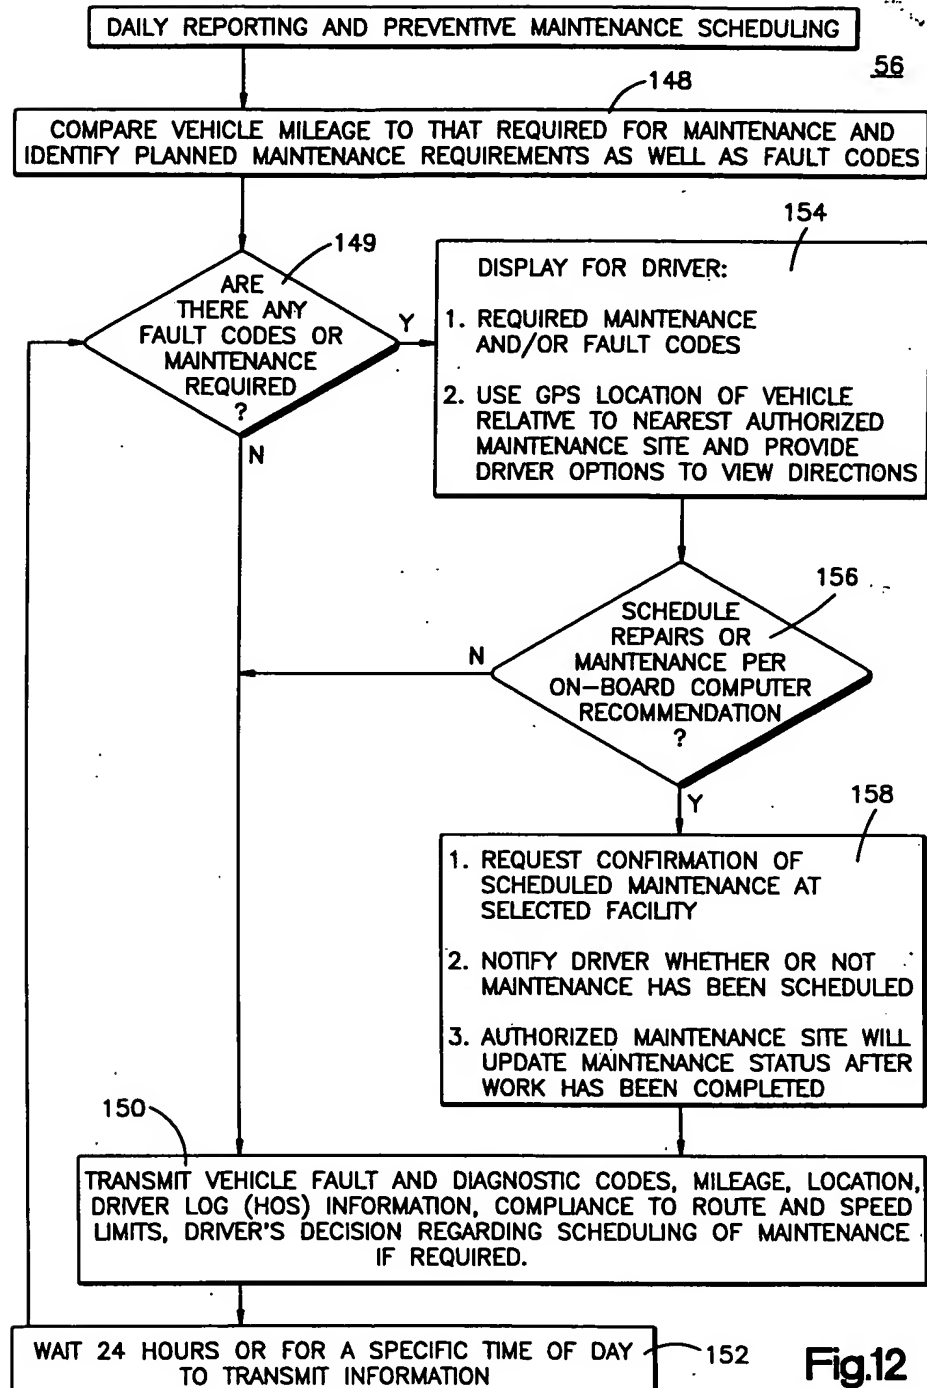 DAILY REPORTING AND PREVENTIVE MAINTENANCE SCHEDULING
56
148
COMPARE VEHICLE MILEAGE TO THAT REQUIRED FOR MAINTENANCE AND
IDENTIFY PLANNED MAINTENANCE REQUIREMENTS AS WELL AS FAULT CODES
149
ARE
THERE ANY
FAULT CODES OR
MAINTENANCE
REQUIRED
?
Y
N
154
DISPLAY FOR DRIVER:
1. REQUIRED MAINTENANCE
AND/OR FAULT CODES
2. USE GPS LOCATION OF VEHICLE
RELATIVE TO NEAREST AUTHORIZED
MAINTENANCE SITE AND PROVIDE
DRIVER OPTIONS TO VIEW DIRECTIONS
156
SCHEDULE
REPAIRS OR
MAINTENANCE PER
ON-BOARD COMPUTER
RECOMMENDATION
?
N
Y
158
1. REQUEST CONFIRMATION OF
SCHEDULED MAINTENANCE AT
SELECTED FACILITY
2. NOTIFY DRIVER WHETHER OR NOT
MAINTENANCE HAS BEEN SCHEDULED
3. AUTHORIZED MAINTENANCE SITE WILL
UPDATE MAINTENANCE STATUS AFTER
WORK HAS BEEN COMPLETED
150
TRANSMIT VEHICLE FAULT AND DIAGNOSTIC CODES, MILEAGE, LOCATION,
DRIVER LOG (HOS) INFORMATION, COMPLIANCE TO ROUTE AND SPEED
LIMITS, DRIVER'S DECISION REGARDING SCHEDULING OF MAINTENANCE
IF REQUIRED.
WAIT 24 HOURS OR FOR A SPECIFIC TIME OF DAY
TO TRANSMIT INFORMATION
152
Fig.12